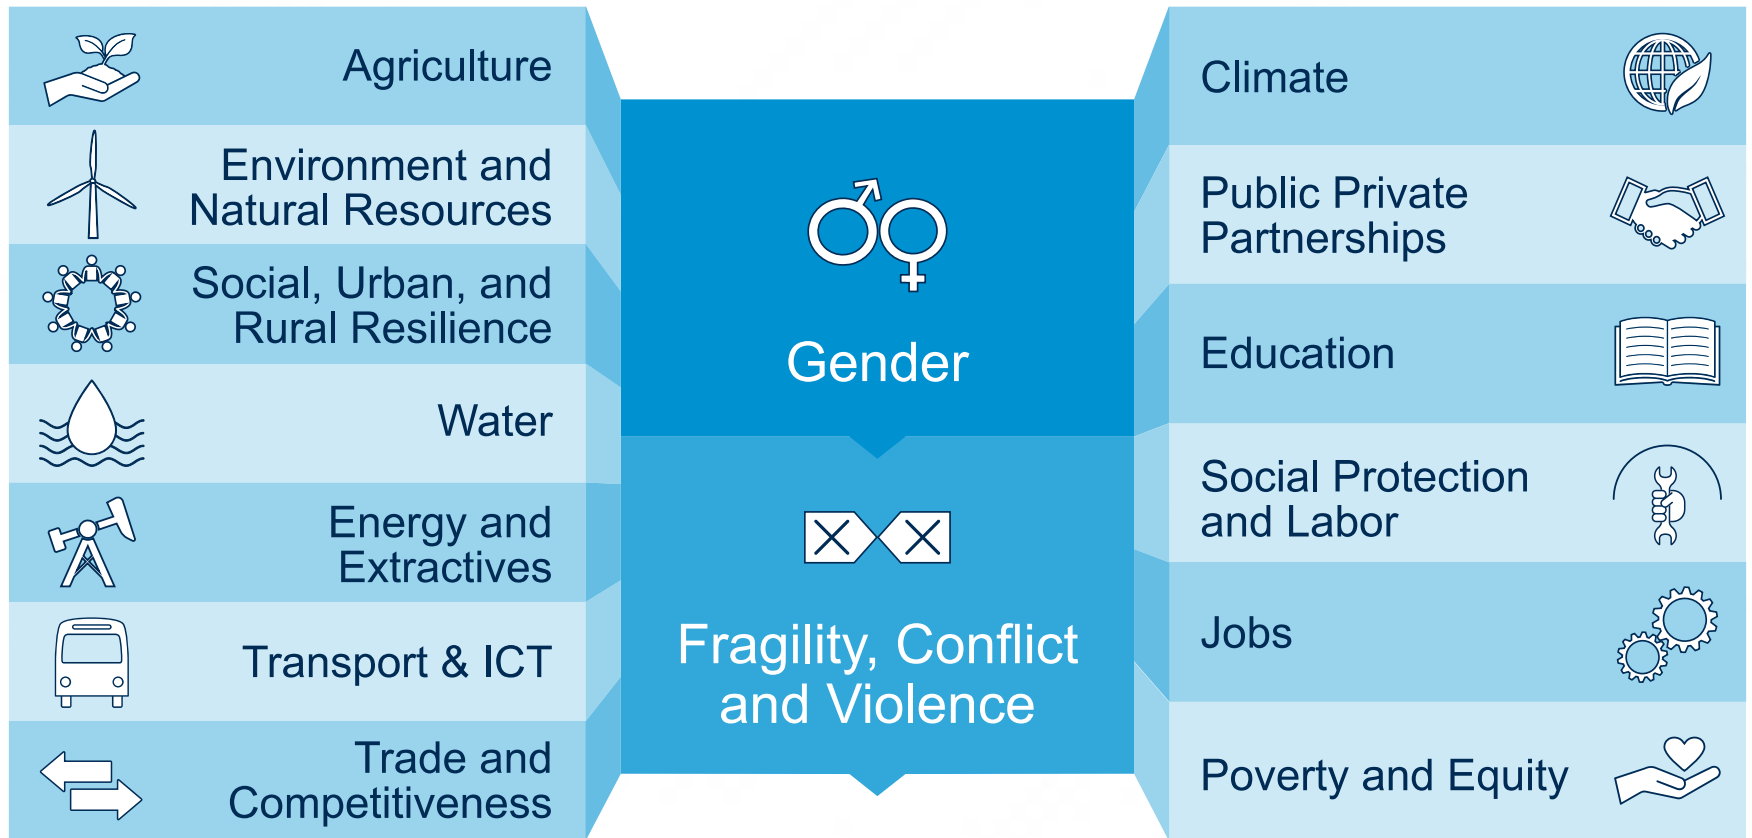 Agriculture
Environment and
Natural Resources
Social, Urban, and
Rural Resilience
Water
Energy and
Extractives
Transport & ICT
Trade and
Competitiveness
Gender
Fragility, Conflict
and Violence
Climate
Public Private
Partnerships
Education
Social Protection
and Labor
Jobs
Poverty and Equity